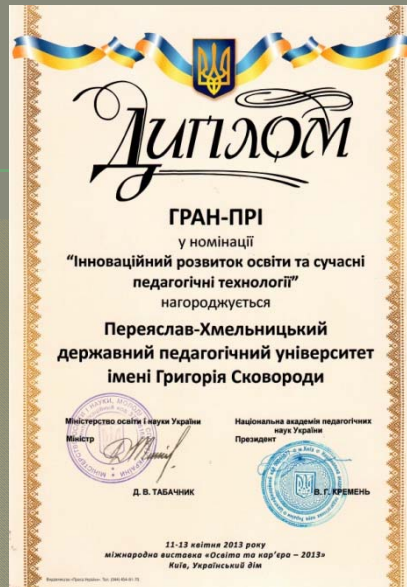 Диплом
ГРАН-ПРІ
у номінації
“Інноваційний розвиток освіти та сучасні
педагогічні технології”
нагороджується
Переяслав-Хмельницький
державний педагогічний університет
імені Григорія Сковороди
Міністерство освіти і науки України
Міністр
Д. В. ТАБАЧНИК
Національна академія педагогічних
наук України
Президент
В. Г. КРЕМЕНЬ
11-13 квітня 2013 року
міжнародна виставка «Освіта та кар’єра – 2013»
Київ, Український дім